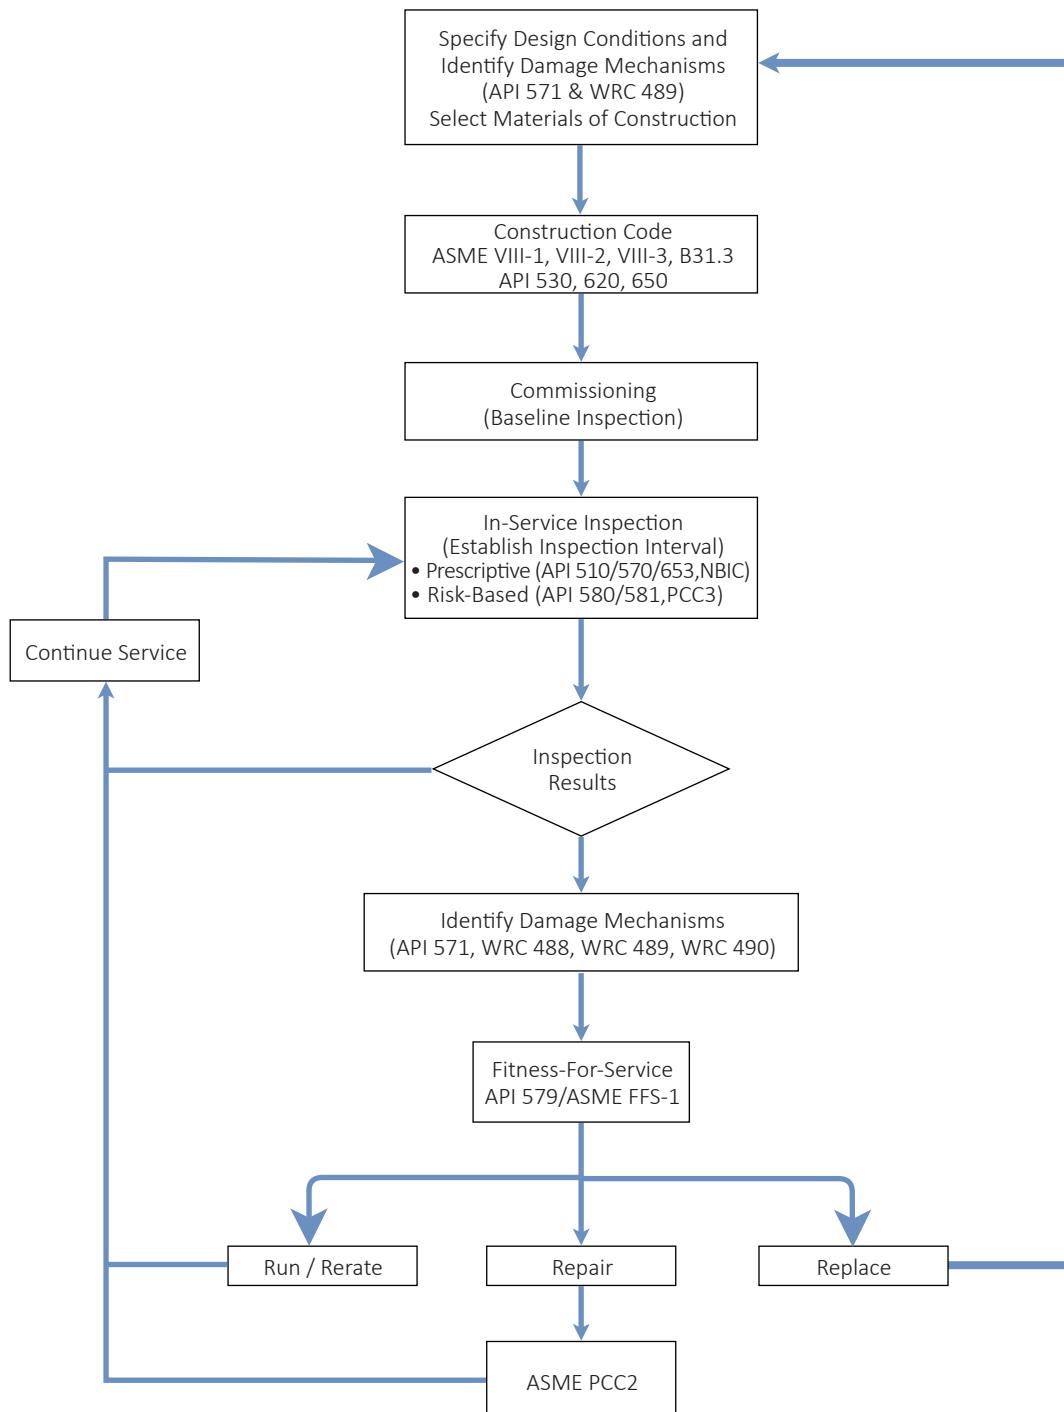 Specify Design Conditions and
Identify Damage Mechanisms
(API 571 & WRC 489)
Select Materials of Construction
Construction Code
ASME VIII-1, VIII-2, VIII-3, B31.3
API 530, 620, 650
Commissioning
(Baseline Inspection)
In-Service Inspection
(Establish Inspection Interval)
• Prescriptive (API 510/570/653,NBIC)
• Risk-Based (API 580/581,PCC3)
Continue Service
Inspection
Results
Identify Damage Mechanisms
(API 571, WRC 488, WRC 489, WRC 490)
Fitness-For-Service
API 579/ASME FFS-1
Run / Rerate
Repair
Replace
ASME PCC2